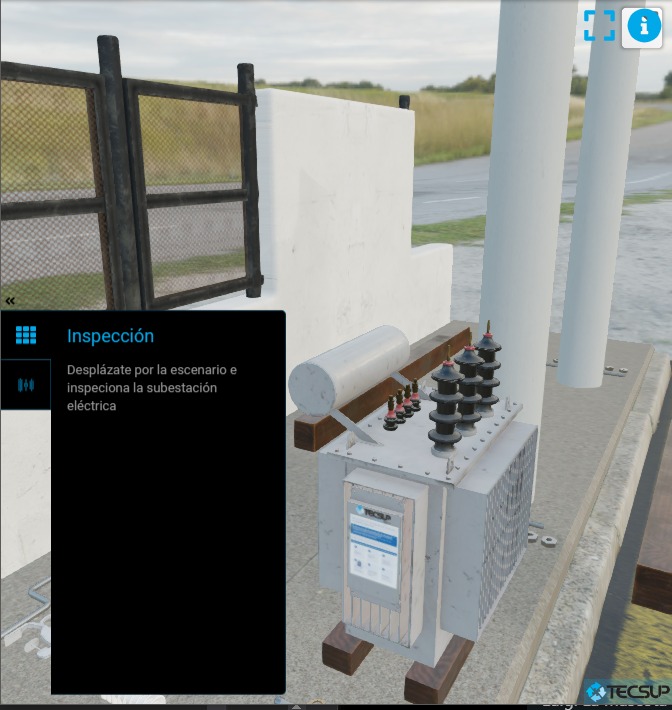 «
Inspección
Desplázate por la escenario e
inspeciona la subestación
eléctrica
TECSUP
TECSUP